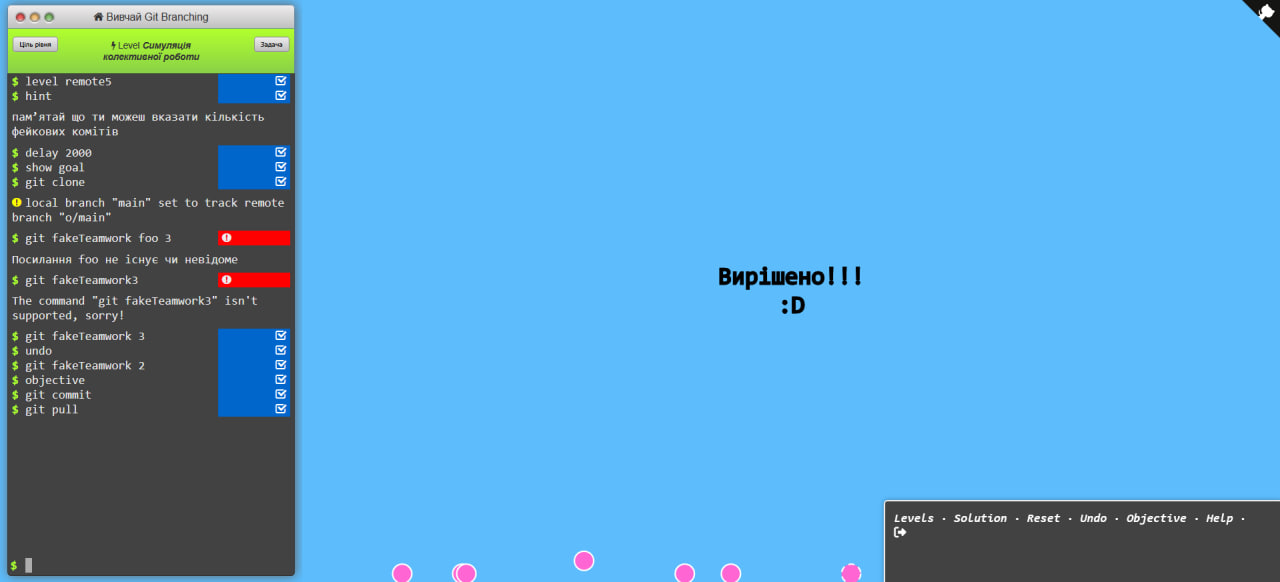 Вивчай Git Branching
Ціль рівня
Level Симуляція
колективної роботи
Задача
$ level remote5
$ hint
пам’ятай що ти можеш вказати кількість
фейкових комітів
$ delay 2000
$ show goal
$ git clone
local branch "main" set to track remote
branch "o/main"
$ git fakeTeamwork foo 3
Посилання foo не існує чи невідоме
$ git fakeTeamwork3
The command "git fakeTeamwork3" isn't
supported, sorry!
$ git fakeTeamwork 3
$ undo
$ git fakeTeamwork 2
$ objective
$ git commit
$ git pull
$
Вирішено!!!
:D
Levels · Solution · Reset · Undo · Objective · Help ·